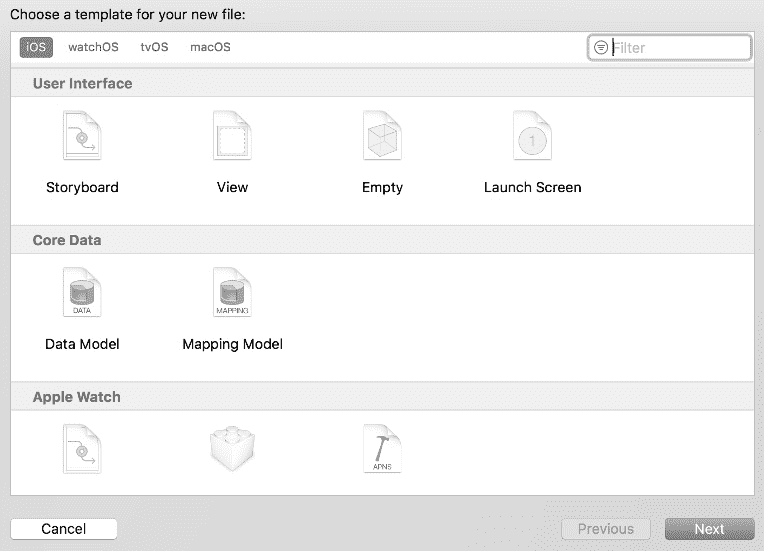 Choose a template for your new file:
iOS watchOS tvOS macOS Filter
User Interface
1
Storyboard View Empty Launch Screen
Core Data
DATA MAPPING
Data Model Mapping Model
Apple Watch
APNS
Cancel Previous Next